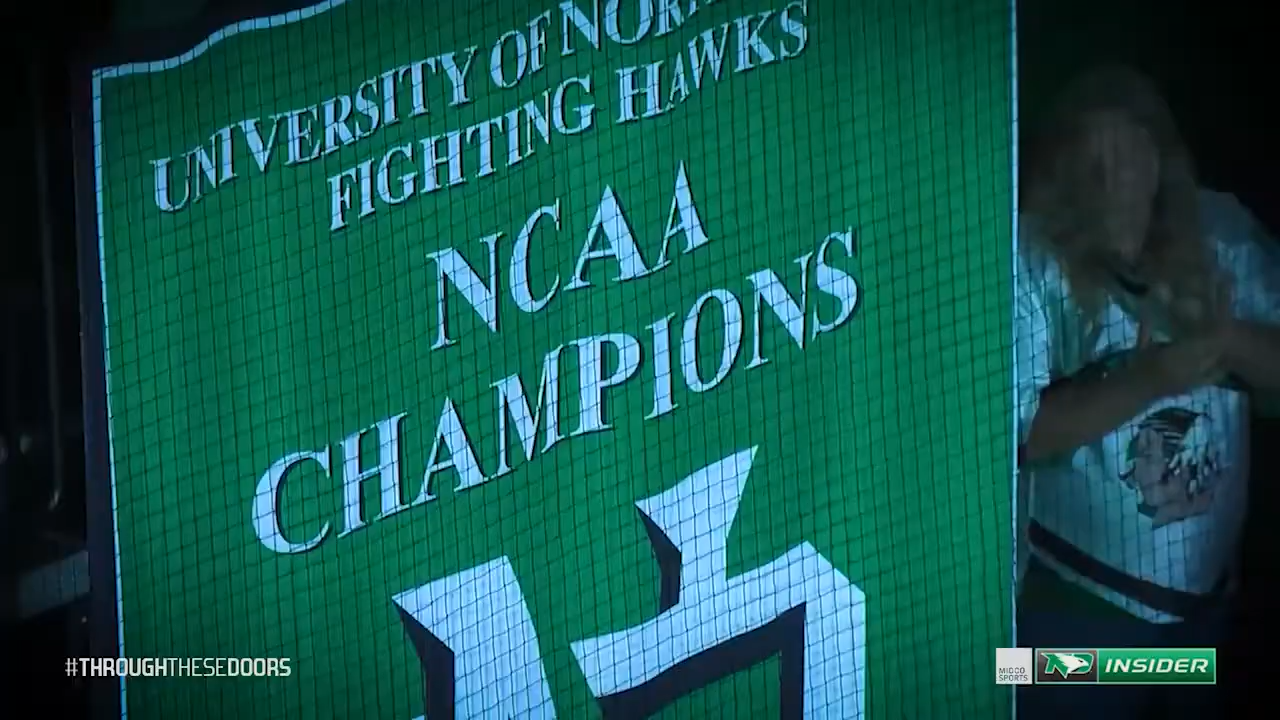 UNIVERSITY OF NOR
FIGHTING HAWKS
NCAA
CHAMPIONS
#THROUGHTHESEDOORS
MIDCO
SPORTS
INSIDER